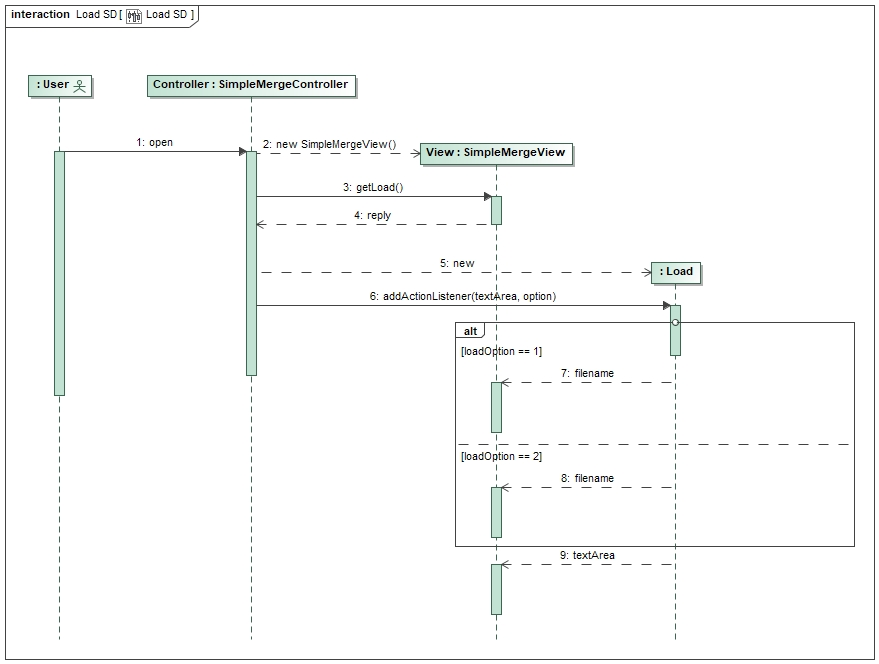 interaction Load SD [ Load SD ]
: User
Controller : SimpleMergeController
1: open
2: new SimpleMergeView()
View : SimpleMergeView
3: getLoad()
4: reply
5: new
: Load
6: addActionListener(textArea, option)
alt
[loadOption == 1]
7: filename
[loadOption == 2]
8: filename
9: textArea